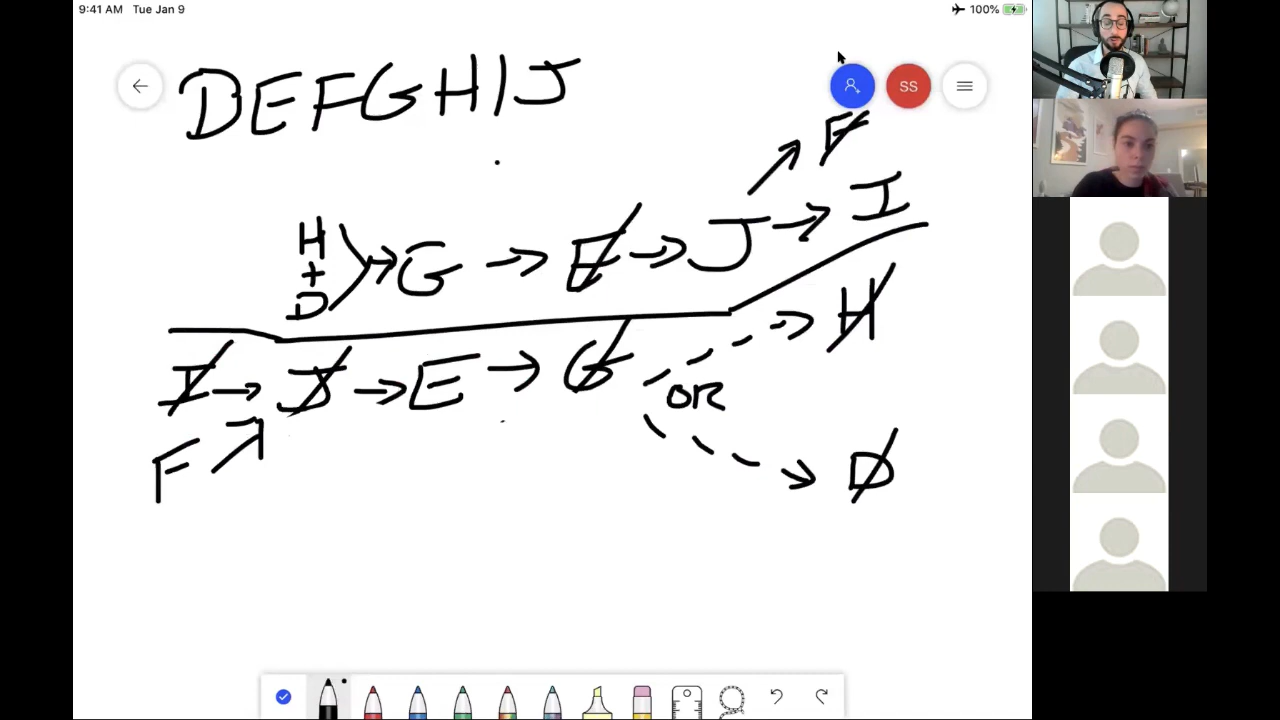 9:41 AM Tue Jan 9
100%
DEFGHIJ
SS
F
H + D → G → E → J → I
I → J → E → G
H
OR
F
D